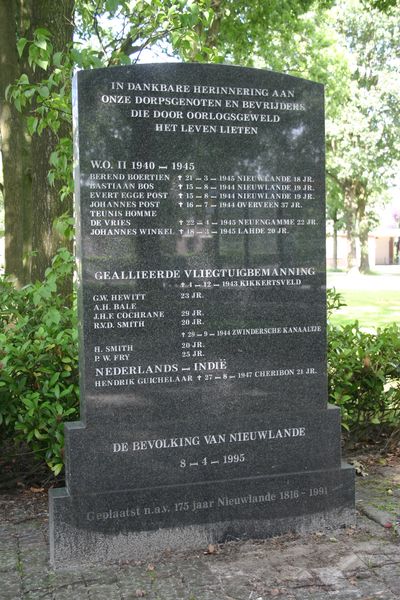 IN DANKBARE HERINNERING AAN
ONZE DORPSGENOTEN EN BEVRIJDERS
DIE DOOR OORLOGSGEWELD
HET LEVEN LIETEN
W.O. II 1940 – 1945
BEREND BOERTIEN ✝ 21 – 3 – 1945 NIEUWLANDE 18 JR.
BASTIAAN BOS ✝ 15 – 8 – 1944 NIEUWLANDE 19 JR.
EVERT EGGE POST ✝ 15 – 8 – 1944 NIEUWLANDE 19 JR.
JOHANNES POST ✝ 16 – 7 – 1944 OVERVEEN 37 JR.
TEUNIS HOMME
DE VRIES ✝ 22 – 4 – 1945 NEUENGAMME 22 JR.
JOHANNES WINKEL ✝ 18 – 3 – 1945 LAHDE 20 JR.
GEALLIEERDE VLIEGTUIGBEMANNING
✝ 4 – 12 – 1943 KIKKERTSVELD
G.W. HEWITT 23 JR.
A.H. BALE
J.H.E COCHRANE 29 JR.
R.V.D. SMITH 20 JR.
✝ 29 – 9 – 1944 ZWINDERSCHE KANAALTJE
H. SMITH 20 JR.
P.W. FRY 25 JR.
NEDERLANDS – INDIË
HENDRIK GUICHELAAR ✝ 27 – 8 – 1947 CHERIBON 21 JR.
DE BEVOLKING VAN NIEUWLANDE
8 – 4 – 1995
Geplaatst n.a.v. 175 jaar Nieuwlande 1816 - 1991